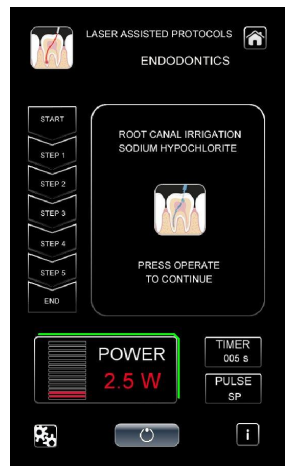 LASER ASSISTED PROTOCOLS
ENDODONTICS
START
STEP 1
STEP 2
STEP 3
STEP 4
STEP 5
END
ROOT CANAL IRRIGATION
SODIUM HYPOCHLORITE
PRESS OPERATE
TO CONTINUE
POWER
2.5 W
TIMER
005 s
PULSE
SP
i